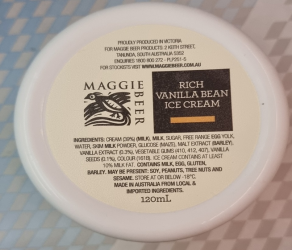 PROUDLY PRODUCED IN VICTORIA
FOR MAGGIE BEER PRODUCTS: 2 KEITH STREET,
TANUNDA, SOUTH AUSTRALIA 5352
ENQUIRIES 1800 800 272 - PLF251-5
FOR STOCKISTS VISIT WWW.MAGGIEBEER.COM.AU
MAGGIE
BEER
RICH
VANILLA BEAN
ICE CREAM
INGREDIENTS: CREAM (39%) (MILK), MILK, SUGAR, FREE RANGE EGG YOLK,
WATER, SKIM MILK POWDER, GLUCOSE (MAIZE), MALT EXTRACT (BARLEY),
VANILLA EXTRACT (0.3%), VEGETABLE GUMS (410, 412, 407), VANILLA
SEEDS (0.1%), COLOUR (161B). ICE CREAM CONTAINS AT LEAST
10% MILK FAT. CONTAINS MILK, EGG, GLUTEN,
BARLEY. MAY BE PRESENT: SOY, PEANUTS, TREE NUTS AND
SESAME. STORE AT OR BELOW -18°C.
MADE IN AUSTRALIA FROM LOCAL &
IMPORTED INGREDIENTS.
120mL